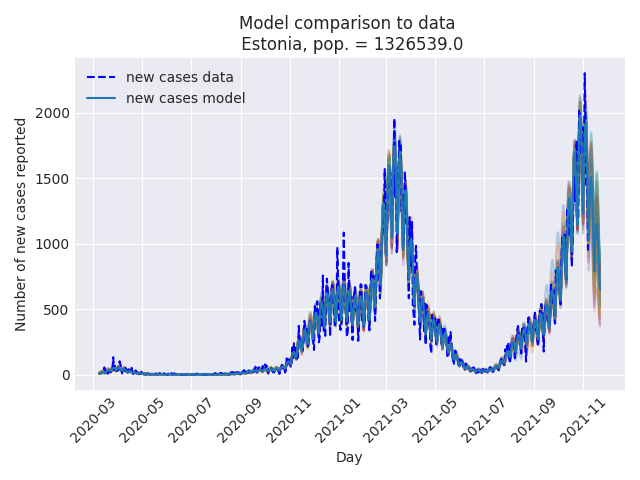 Model comparison to data
Estonia, pop. = 1326539.0
new cases data
new cases model
Number of new cases reported
2000
1500
1000
500
0
2020-03
2020-05
2020-07
2020-09
2020-11
2021-01
2021-03
2021-05
2021-07
2021-09
2021-11
Day